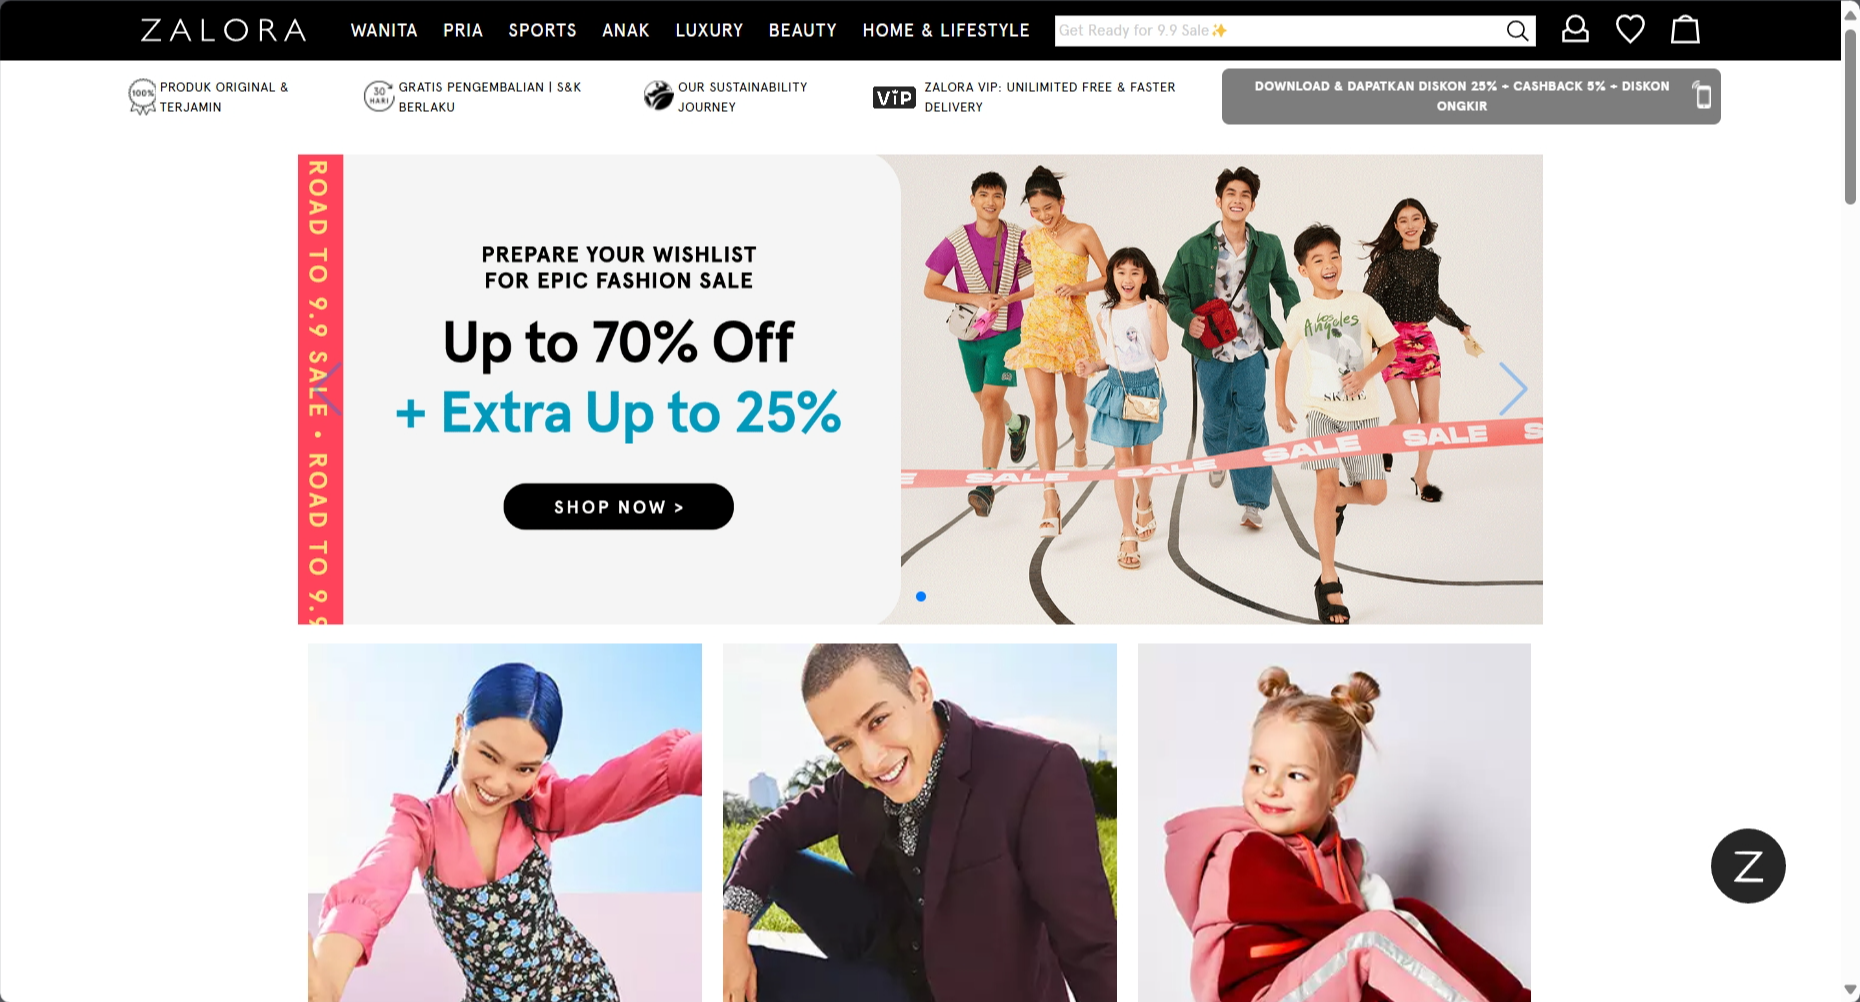 ZALORA
WANITA PRIA SPORTS ANAK LUXURY BEAUTY HOME & LIFESTYLE
Get Ready for 9.9 Sale✨
100%
PRODUK ORIGINAL &
TERJAMIN
30
HARI
GRATIS PENGEMBALIAN | S&K
BERLAKU
OUR SUSTAINABILITY
JOURNEY
VIP
ZALORA VIP: UNLIMITED FREE & FASTER
DELIVERY
DOWNLOAD & DAPATKAN DISKON 25% + CASHBACK 5% + DISKON
ONGKIR
ROAD TO 9.9 SALE • ROAD TO 9.9
PREPARE YOUR WISHLIST
FOR EPIC FASHION SALE
Up to 70% Off
+ Extra Up to 25%
SHOP NOW >
Los
Angeles
SKATE
SALE SALE SALE SALE S
Z